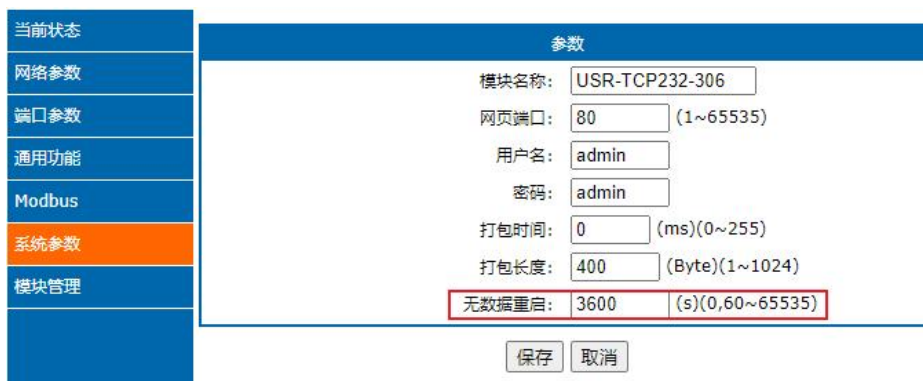 当前状态
网络参数
端口参数
通用功能
Modbus
系统参数
模块管理
参数
模块名称: USR-TCP232-306
网页端口: 80 (1~65535)
用户名: admin
密码: admin
打包时间: 0 (ms)(0~255)
打包长度: 400 (Byte)(1~1024)
无数据重启: 3600 (s)(0,60~65535)
保存 取消